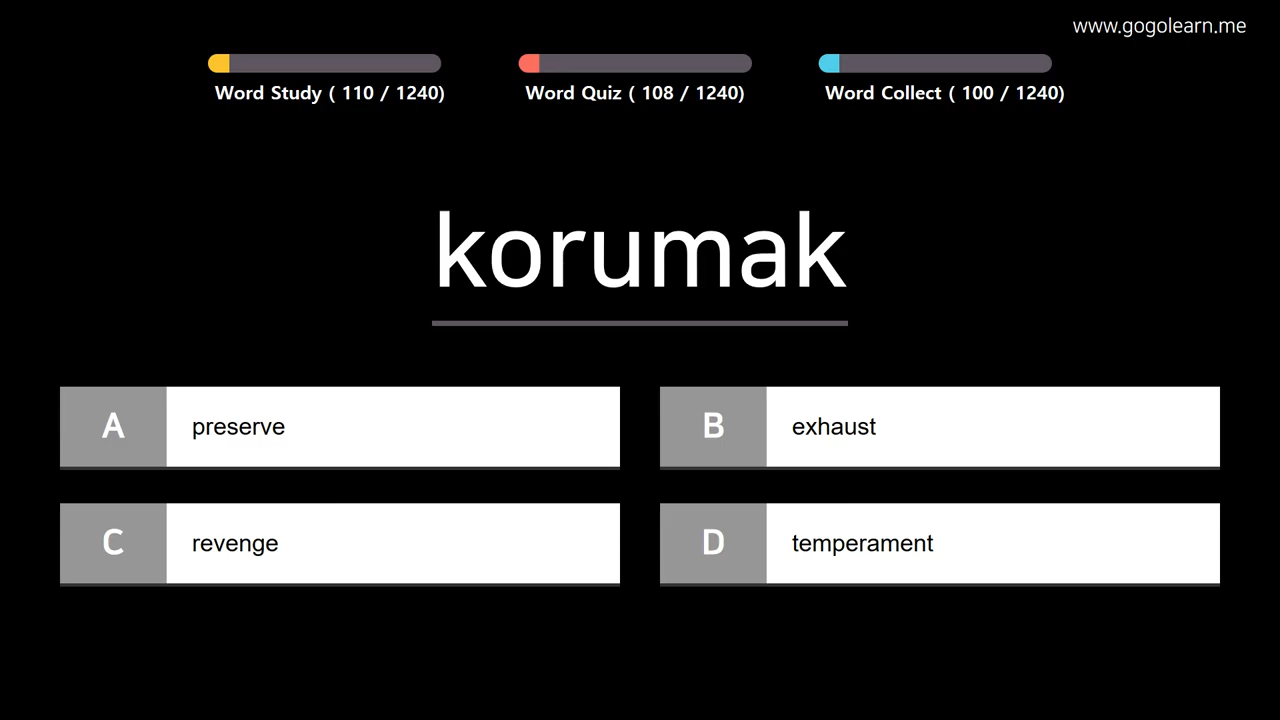 www.gogolearn.me
Word Study ( 110 / 1240)
Word Quiz ( 108 / 1240)
Word Collect ( 100 / 1240)
korumak
A preserve
B exhaust
C revenge
D temperament